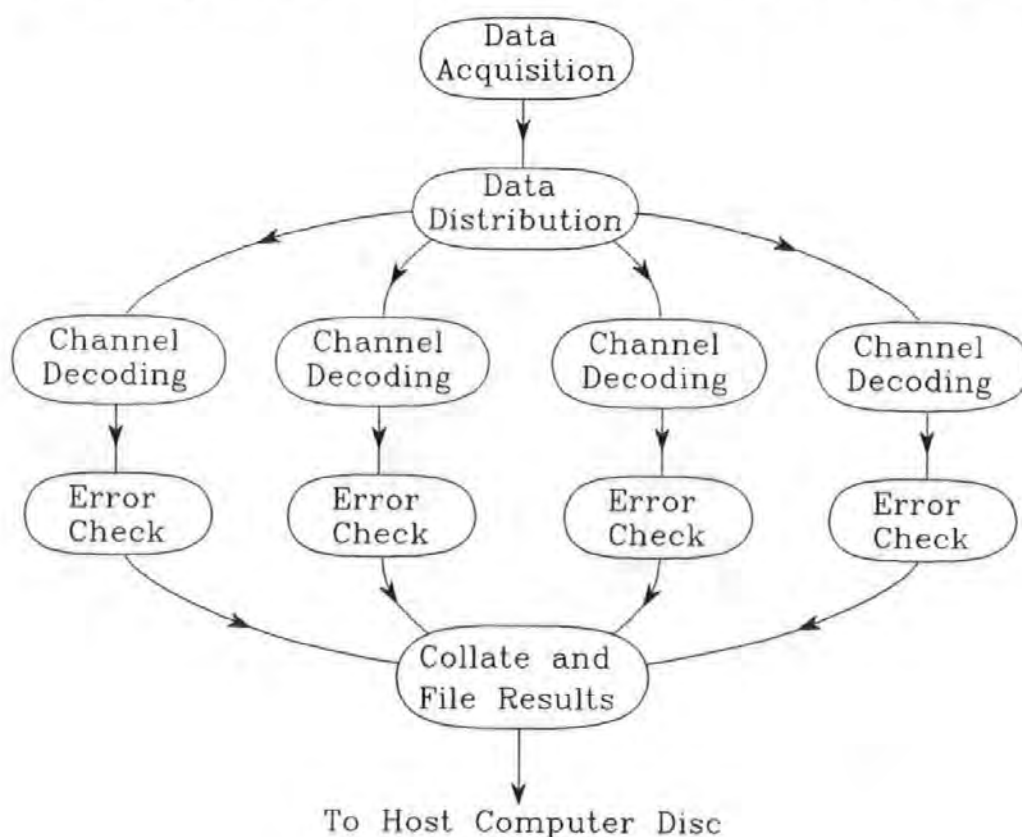 Data
Acquisition
Data
Distribution
Channel
Decoding
Channel
Decoding
Channel
Decoding
Channel
Decoding
Error
Check
Error
Check
Error
Check
Error
Check
Collate and
File Results
To Host Computer Disc